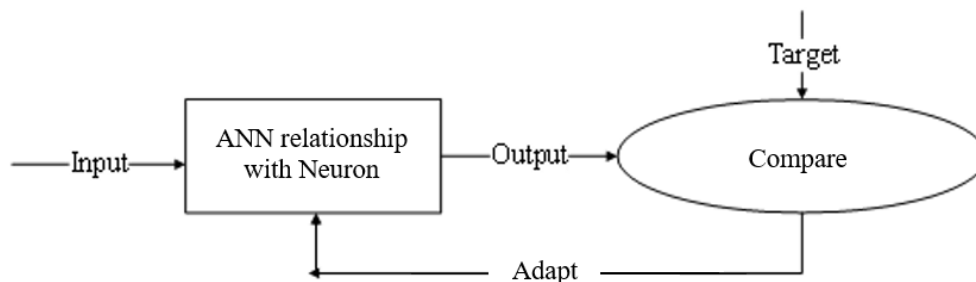 Target
ANN relationship
with Neuron
Input
Output
Compare
Adapt